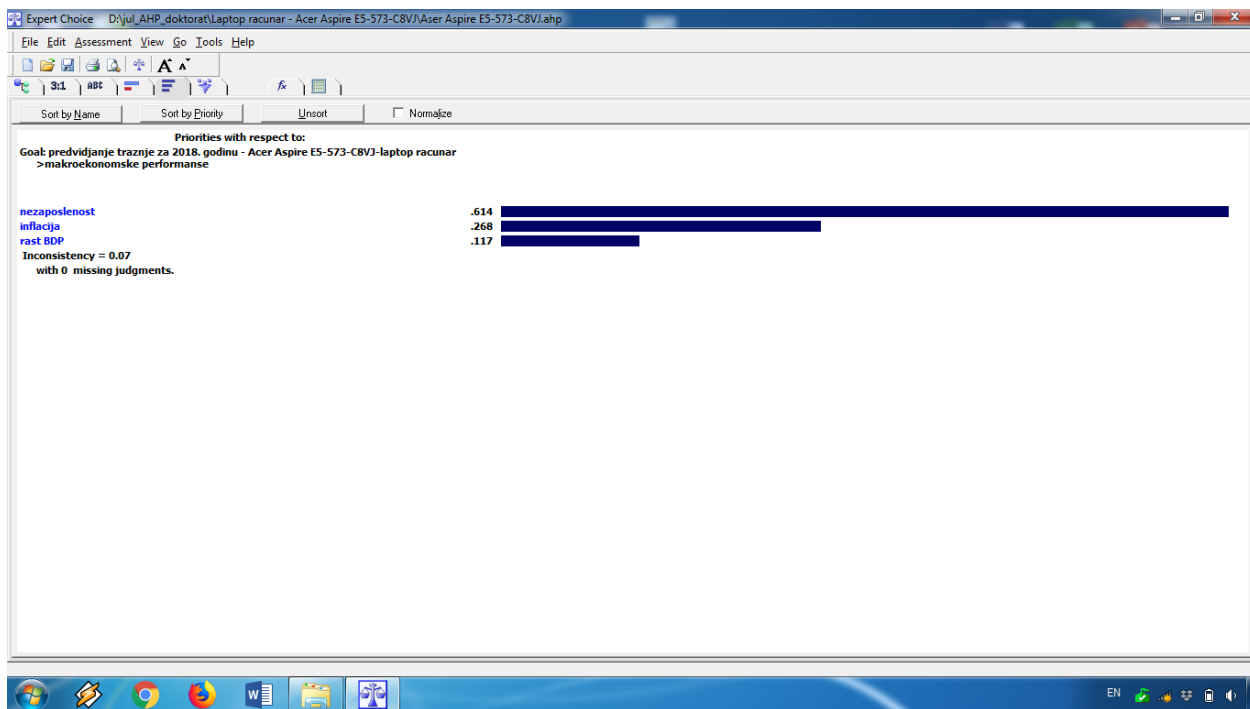 Expert Choice D:\jul_AHP_doktorat\Laptop racunar - Acer Aspire E5-573-C8VJ\Aser Aspire E5-573-C8VJ.ahp
File Edit Assessment View Go Tools Help
A A
3:1 ABC fx
Sort by Name Sort by Priority Unsort Normalize
Priorities with respect to:
Goal: predvidjanje traznje za 2018. godinu - Acer Aspire E5-573-C8VJ-laptop racunar
>makroekonomske performanse
nezaposlenost .614
inflacija .268
rast BDP .117
Inconsistency = 0.07
with 0 missing judgments.
W EN